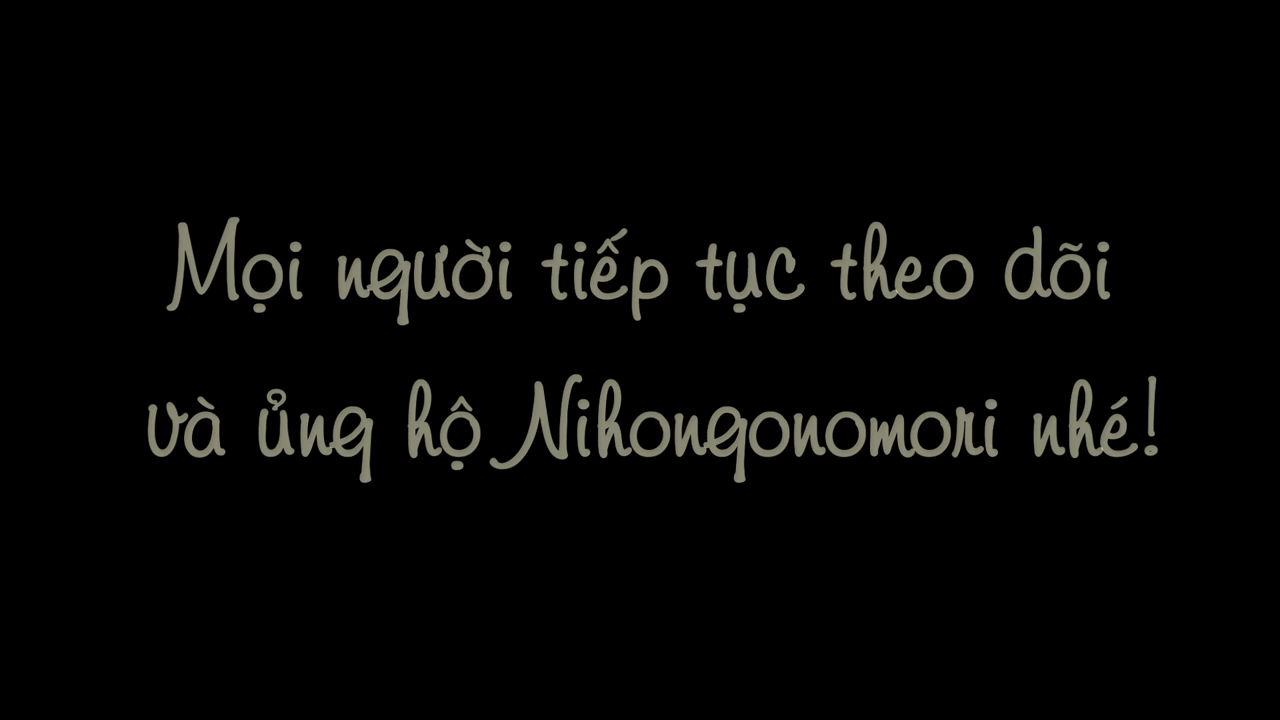 Mọi người tiếp tục theo dõi
và ủng hộ Nihongonomori nhé!